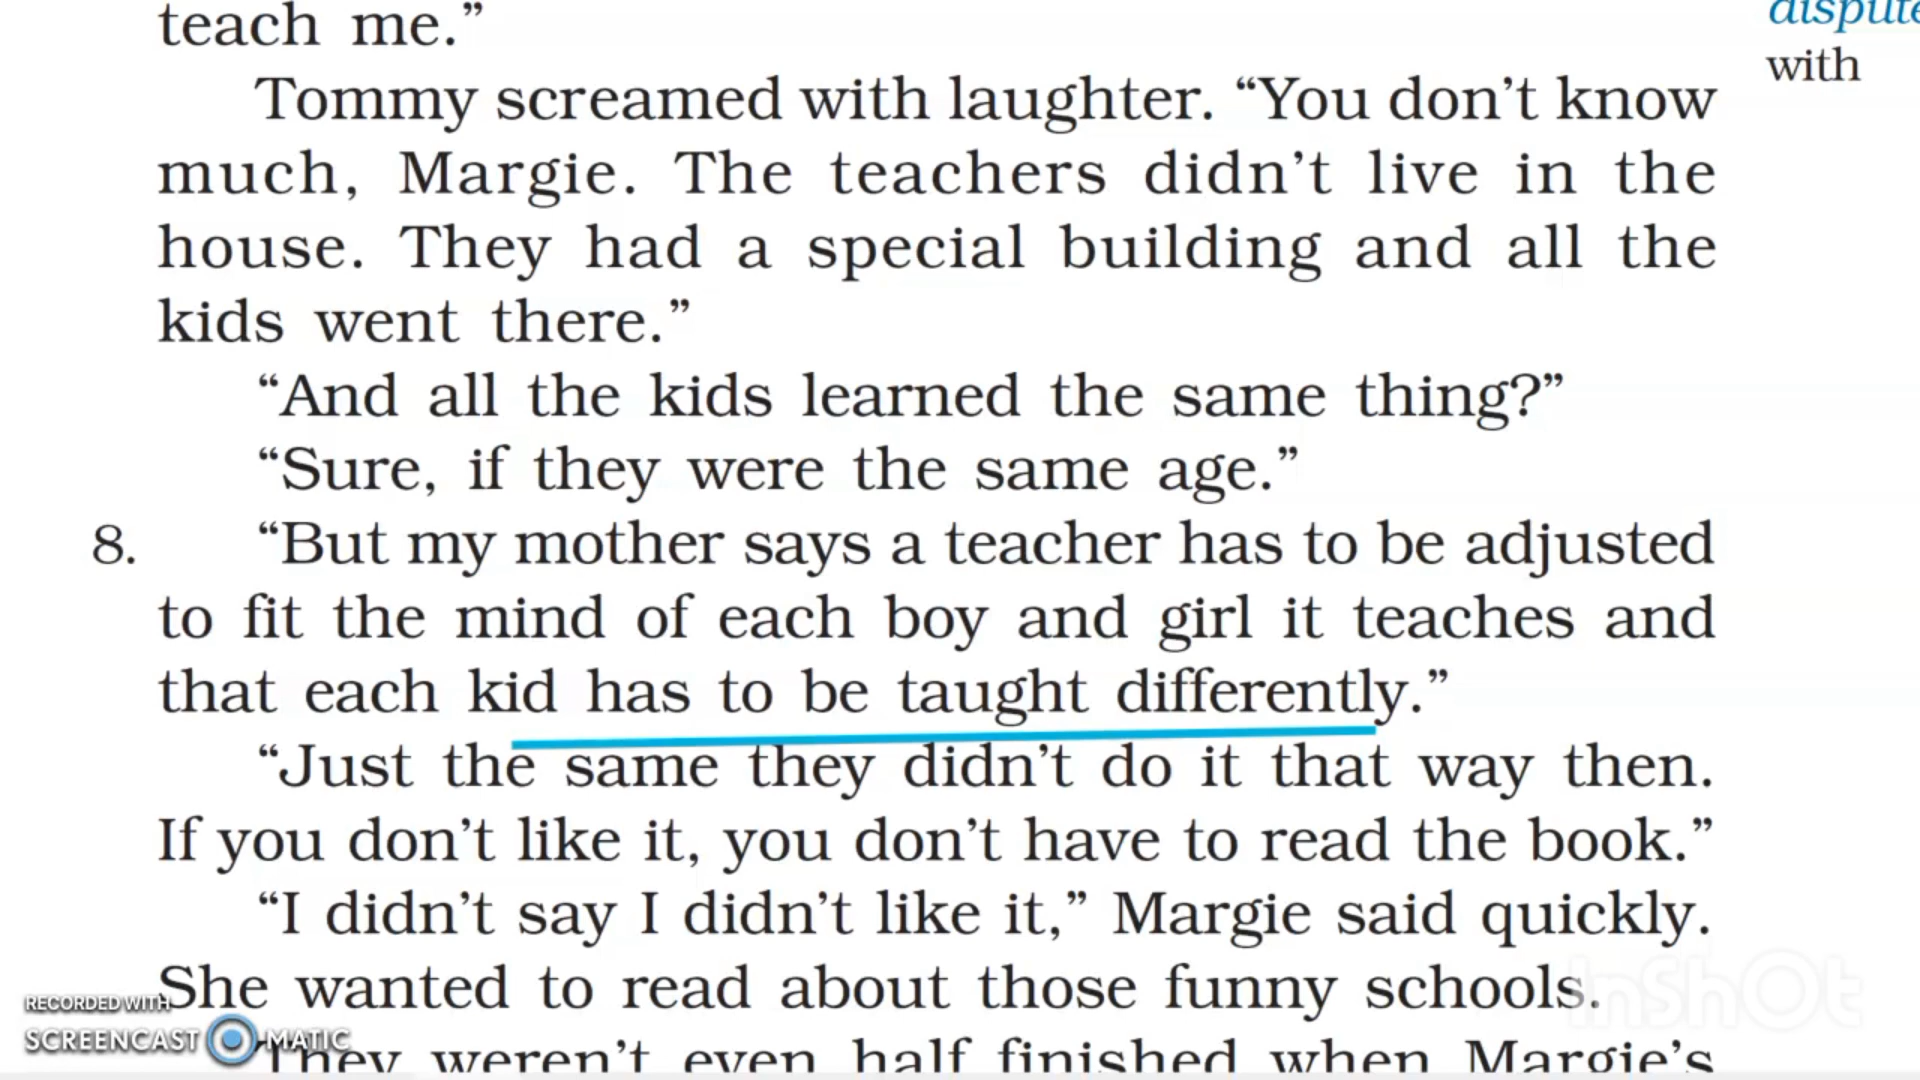 teach me.”
dispute
with
Tommy screamed with laughter. “You don’t know
much, Margie. The teachers didn’t live in the
house. They had a special building and all the
kids went there.”
“And all the kids learned the same thing?”
“Sure, if they were the same age.”
8. “But my mother says a teacher has to be adjusted
to fit the mind of each boy and girl it teaches and
that each kid has to be taught differently.”
“Just the same they didn’t do it that way then.
If you don’t like it, you don’t have to read the book.”
“I didn’t say I didn’t like it,” Margie said quickly.
She wanted to read about those funny schools.
They weren’t even half finished when Margie’s
RECORDED WITH
SCREENCAST MATIC
InShOt